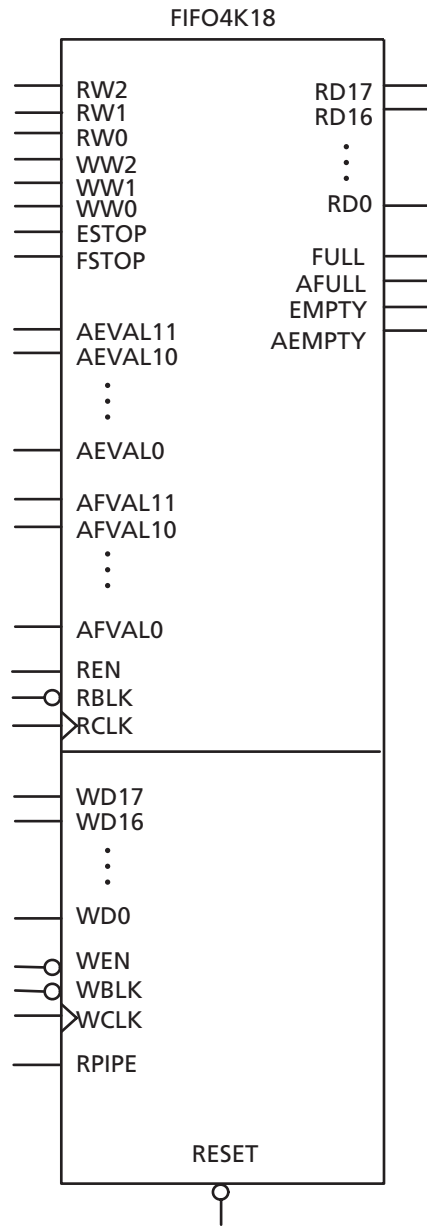 FIFO4K18
RW2
RW1
RW0
WW2
WW1
WW0
ESTOP
FSTOP
AEVAL11
AEVAL10
AEVAL0
AFVAL11
AFVAL10
AFVAL0
REN
RBLK
RCLK
WD17
WD16
WD0
WEN
WBLK
WCLK
RPIPE
RD17
RD16
RD0
FULL
AFULL
EMPTY
AEMPTY
RESET